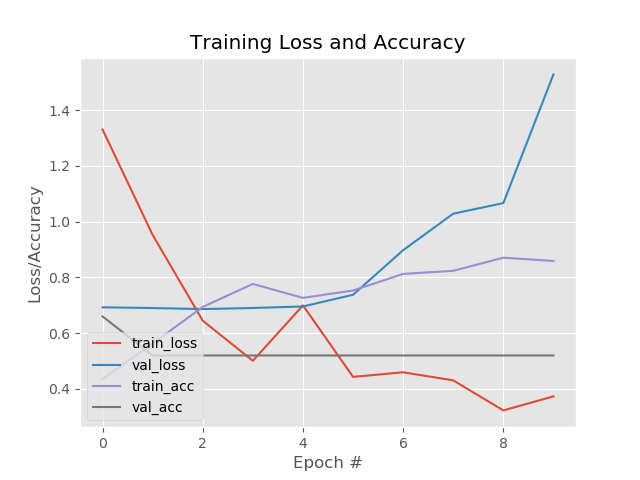 Training Loss and Accuracy
1.4
1.2
1.0
0.8
0.6
0.4
Loss/Accuracy
train_loss
val_loss
train_acc
val_acc
0 2 4 6 8
Epoch #